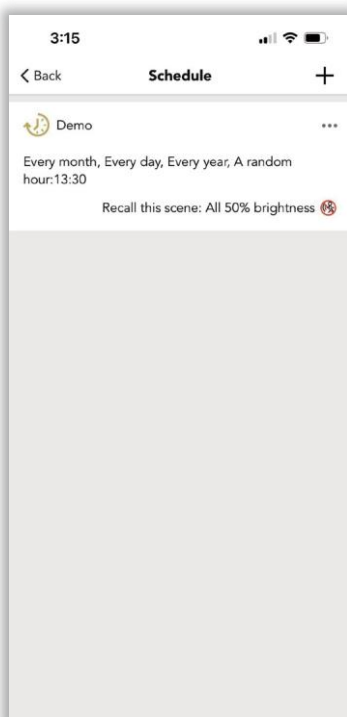 3:15
Back
Schedule
+
Demo
...
Every month, Every day, Every year, A random
hour:13:30
Recall this scene: All 50% brightness